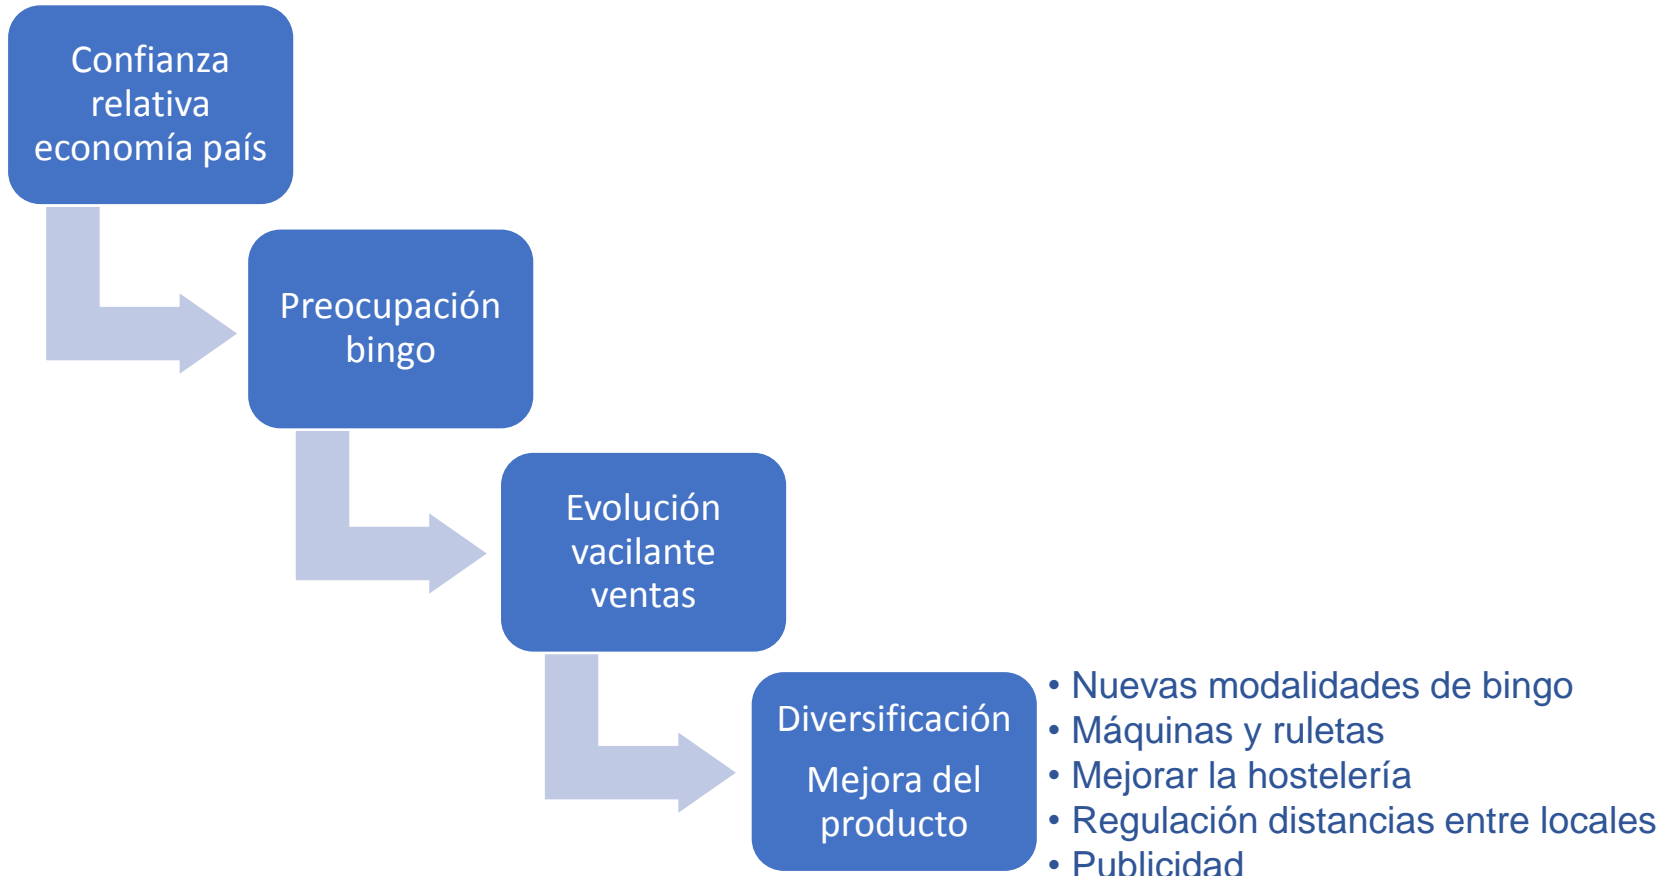 Confianza
relativa
economía país
Preocupación
bingo
Evolución
vacilante
ventas
Diversificación
Mejora del
producto
• Nuevas modalidades de bingo
• Máquinas y ruletas
• Mejorar la hostelería
• Regulación distancias entre locales
• Publicidad